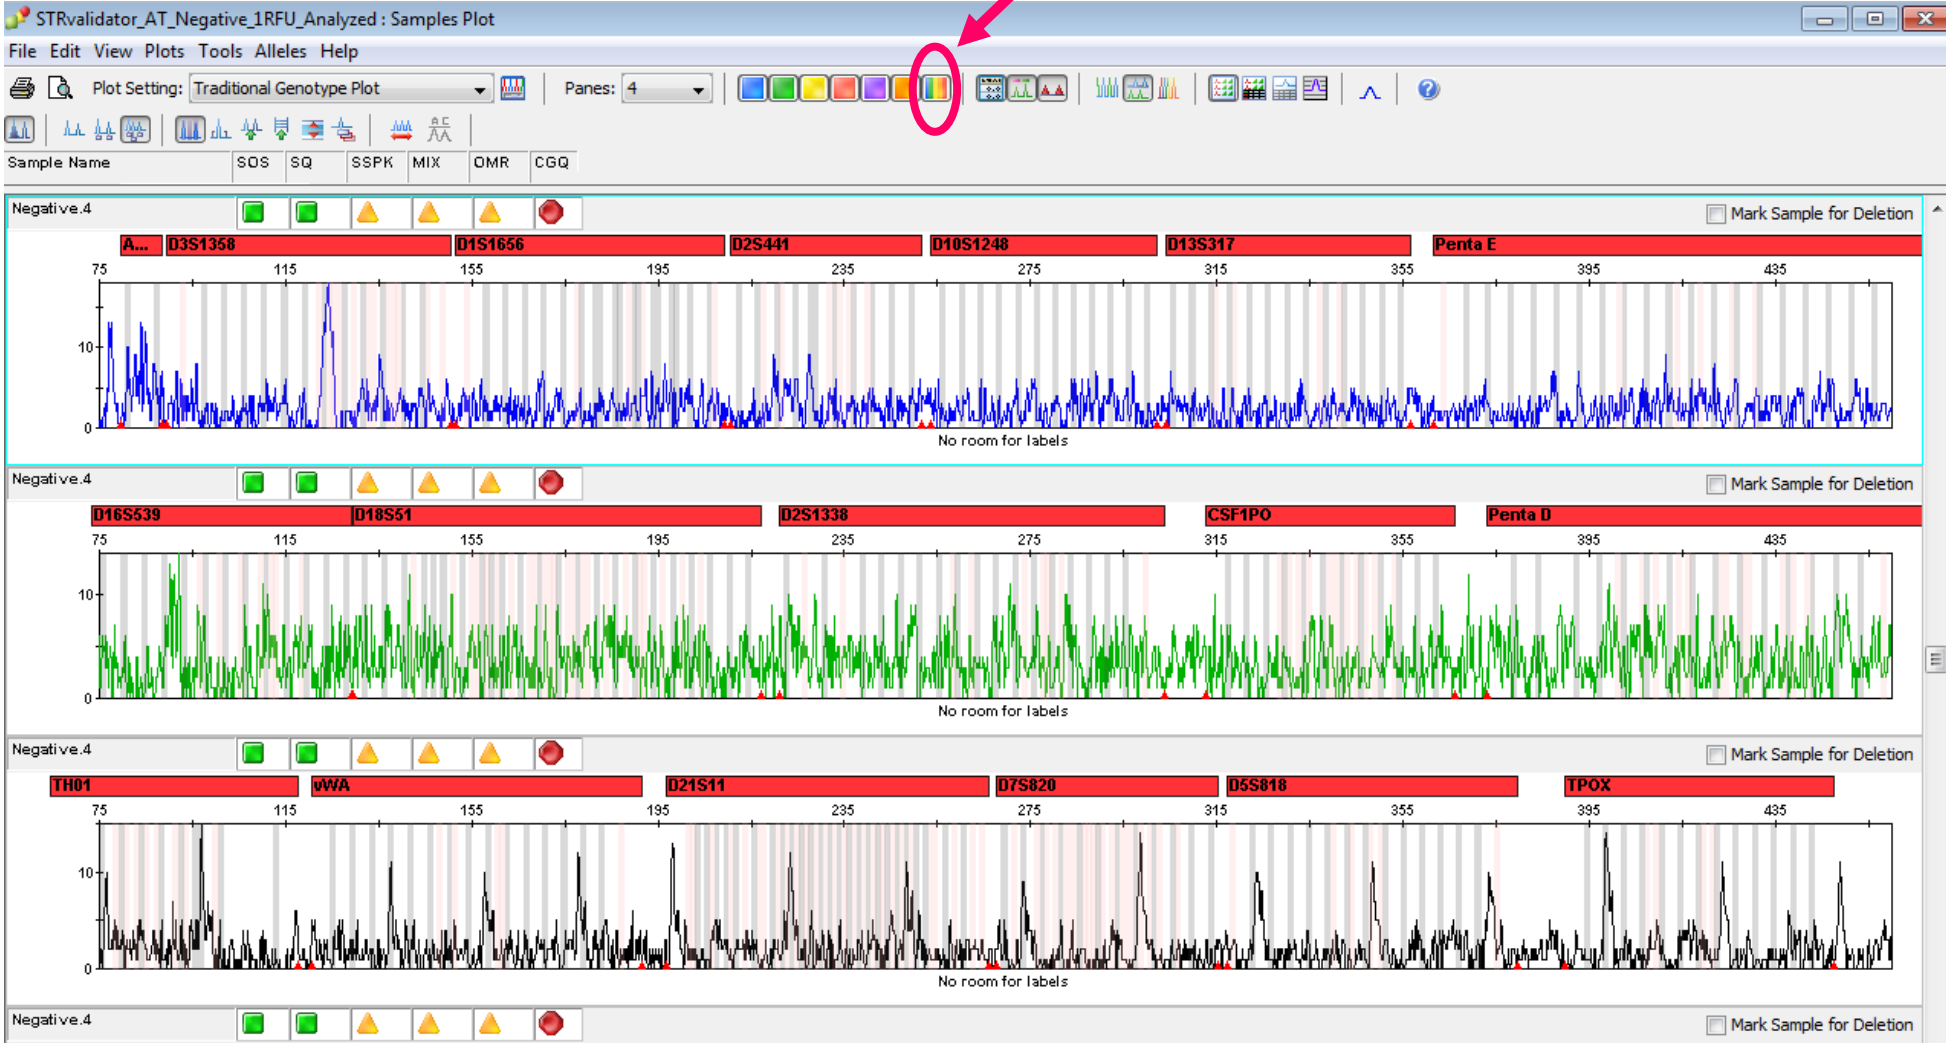 STRvalidator_AT_Negative_1RFU_Analyzed : Samples Plot
File Edit View Plots Tools Alleles Help
Plot Setting: Traditional Genotype Plot Panes: 4
Sample Name SOS SQ SSPK MIX OMR CGQ
Negative.4 Mark Sample for Deletion
A... D3S1358 D1S1656 D2S441 D10S1248 D13S317 Penta E
75 115 155 195 235 275 315 355 395 435
10
0
No room for labels
Negative.4 Mark Sample for Deletion
D16S539 D18S51 D2S1338 CSF1PO Penta D
75 115 155 195 235 275 315 355 395 435
10
0
No room for labels
Negative.4 Mark Sample for Deletion
TH01 vWA D21S11 D7S820 D5S818 TPOX
75 115 155 195 235 275 315 355 395 435
10
0
No room for labels
Negative.4 Mark Sample for Deletion